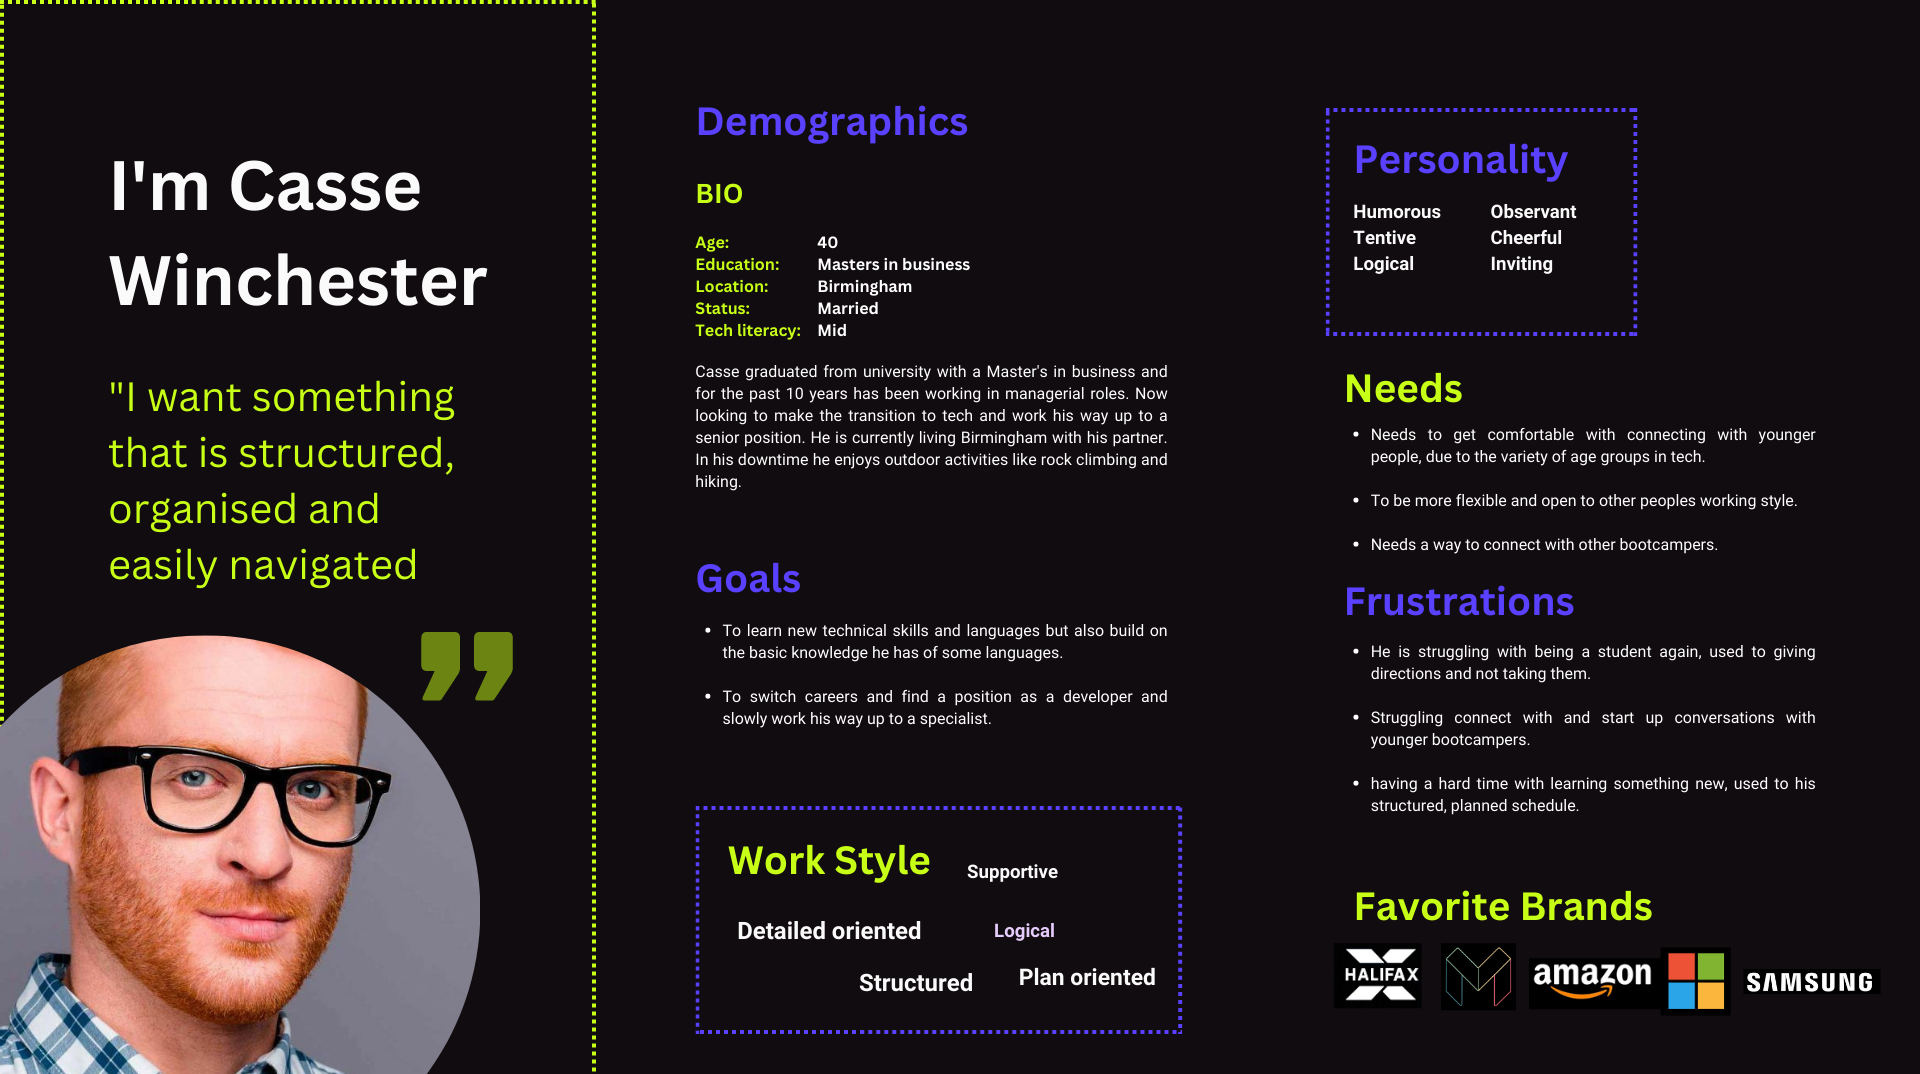 I'm Casse
Winchester
"I want something
that is structured,
organised and
easily navigated
”
Demographics
BIO
Age: 40
Education: Masters in business
Location: Birmingham
Status: Married
Tech literacy: Mid
Casse graduated from university with a Master's in business and
for the past 10 years has been working in managerial roles. Now
looking to make the transition to tech and work his way up to a
senior position. He is currently living Birmingham with his partner.
In his downtime he enjoys outdoor activities like rock climbing and
hiking.
Goals
• To learn new technical skills and languages but also build on
the basic knowledge he has of some languages.
• To switch careers and find a position as a developer and
slowly work his way up to a specialist.
Work Style
Supportive
Detailed oriented
Logical
Structured
Plan oriented
Personality
Humorous Observant
Tentive Cheerful
Logical Inviting
Needs
• Needs to get comfortable with connecting with younger
people, due to the variety of age groups in tech.
• To be more flexible and open to other peoples working style.
• Needs a way to connect with other bootcampers.
Frustrations
• He is struggling with being a student again, used to giving
directions and not taking them.
• Struggling connect with and start up conversations with
younger bootcampers.
• having a hard time with learning something new, used to his
structured, planned schedule.
Favorite Brands
HALIFAX
amazon
SAMSUNG